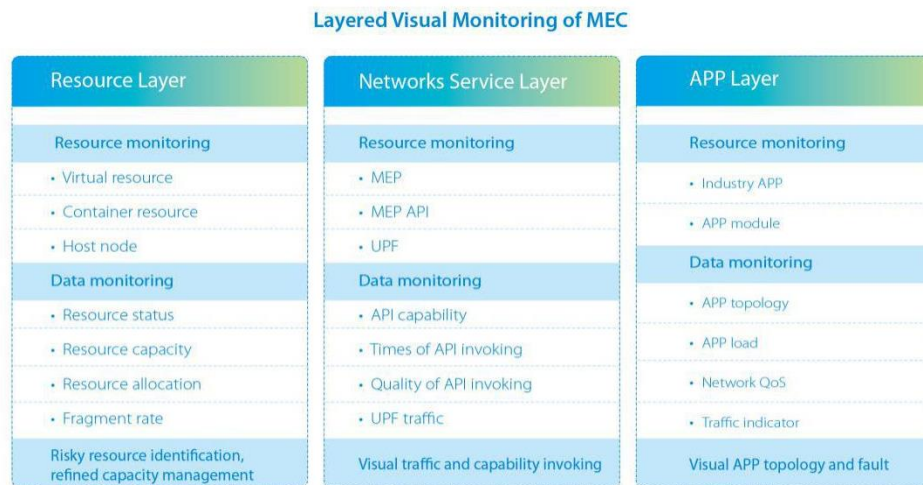 Layered Visual Monitoring of MEC
Resource Layer
Resource monitoring
• Virtual resource
• Container resource
• Host node
Data monitoring
• Resource status
• Resource capacity
• Resource allocation
• Fragment rate
Risky resource identification,
refined capacity management
Networks Service Layer
Resource monitoring
• MEP
• MEP API
• UPF
Data monitoring
• API capability
• Times of API invoking
• Quality of API invoking
• UPF traffic
Visual traffic and capability invoking
APP Layer
Resource monitoring
• Industry APP
• APP module
Data monitoring
• APP topology
• APP load
• Network QoS
• Traffic indicator
Visual APP topology and fault